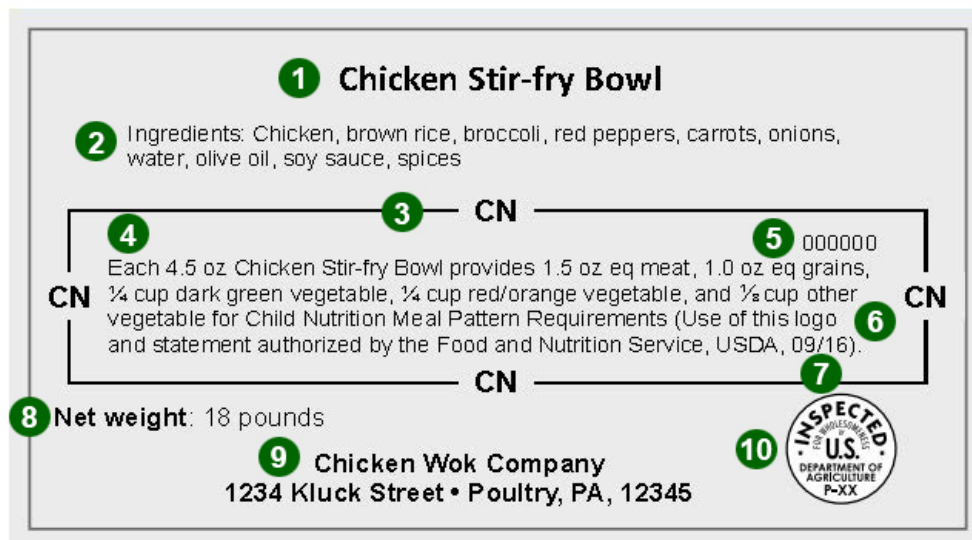 1 Chicken Stir-fry Bowl
2 Ingredients: Chicken, brown rice, broccoli, red peppers, carrots, onions,
water, olive oil, soy sauce, spices
3 CN
4 5 000000
Each 4.5 oz Chicken Stir-fry Bowl provides 1.5 oz eq meat, 1.0 oz eq grains,
CN ¼ cup dark green vegetable, ¼ cup red/orange vegetable, and ⅛ cup other CN
vegetable for Child Nutrition Meal Pattern Requirements (Use of this logo 6
and statement authorized by the Food and Nutrition Service, USDA, 09/16).
CN 7
8 Net weight: 18 pounds
9 Chicken Wok Company
1234 Kluck Street • Poultry, PA, 12345
10 INSPECTED
FOR WHOLESOMENESS
BY
U.S.
DEPARTMENT OF
AGRICULTURE
P-XX